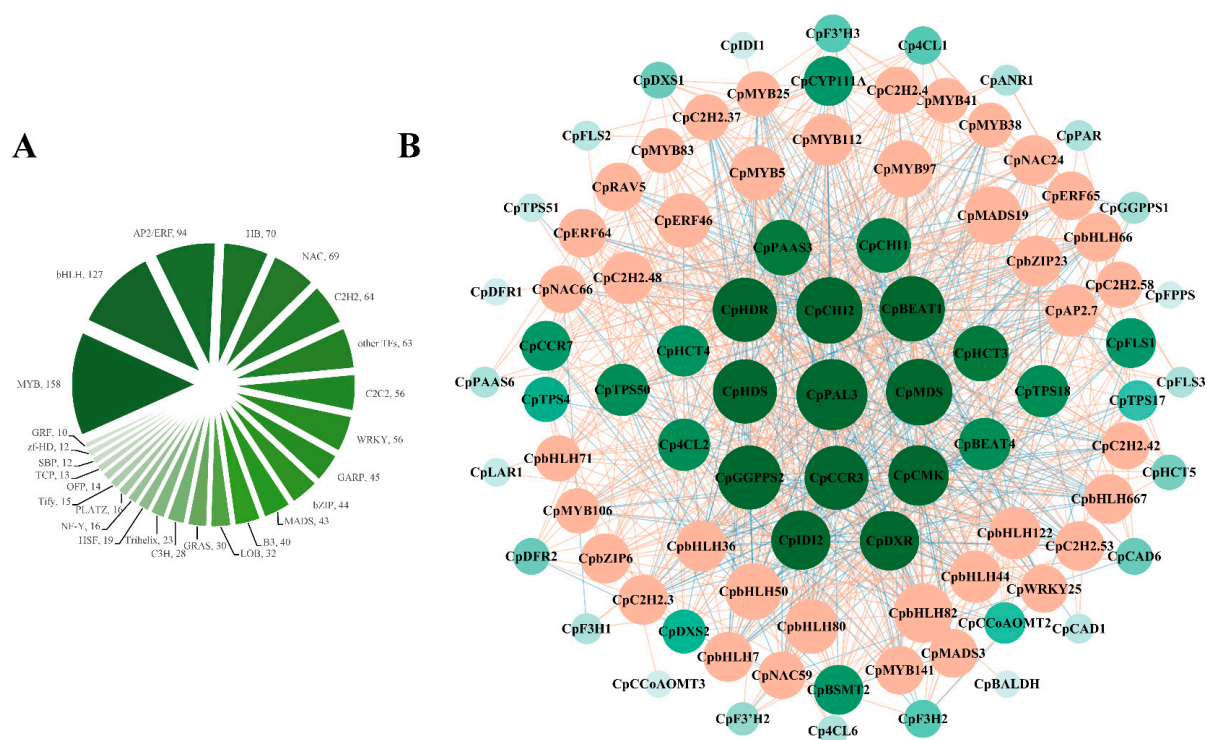 A
B
AP2/ERF, 94
HB, 70
bHLH, 127
NAC, 69
C2H2, 64
other TFs, 63
C2C2, 56
WRKY, 56
GARP, 45
bZIP, 44
MADS, 43
B3, 40
LOB, 32
GRAS, 30
C3H, 28
Trihelix, 23
HSF, 19
NF-Y, 16
PLATZ, 16
Tify, 15
OFP, 14
TCP, 13
SBP, 12
zf-HD, 12
GRF, 10
MYB, 158
CpIDI1
CpF3'H3
Cp4CL1
CpDXS1
CpCYP111A
CpANR1
CpMYB25
CpC2H2.4
CpMYB41
CpFLS2
CpC2H2.37
CpMYB38
CpPAR
CpMYB83
CpMYB112
CpNAC24
CpMYB5
CpMYB97
CpRAV5
CpERF65
CpTPS51
CpERF46
CpMADS19
CpGGPPS1
CpERF64
CpPAAS3
CpCHI1
CpbHLH66
CpbZIP23
CpC2H2.48
CpDFR1
CpNAC66
CpC2H2.58
CpFPPS
CpHDR
CpCHI2
CpBEAT1
CpAP2.7
CpCCR7
CpHCT4
CpHCT3
CpFLS1
CpPAAS6
CpTPS4
CpTPS50
CpHDS
CpPAL3
CpMDS
CpTPS18
CpTPS17
CpFLS3
Cp4CL2
CpBEAT4
CpC2H2.42
CpLAR1
CpbHLH71
CpGGPPS2
CpCCR3
CpCMK
CpHCT5
CpbHLH667
CpMYB106
CpbHLH36
CpIDI2
CpDXR
CpbHLH122
CpC2H2.53
CpDFR2
CpbZIP6
CpCAD6
CpbHLH44
CpC2H2.3
CpbHLH50
CpWRKY25
CpbHLH82
CpF3H1
CpDXS2
CpbHLH80
CpCCoAOMT2
CpCAD1
CpbHLH7
CpMADS3
CpNAC59
CpMYB141
CpCCoAOMT3
CpBALDH
CpBSMT2
CpF3'H2
CpF3H2
Cp4CL6